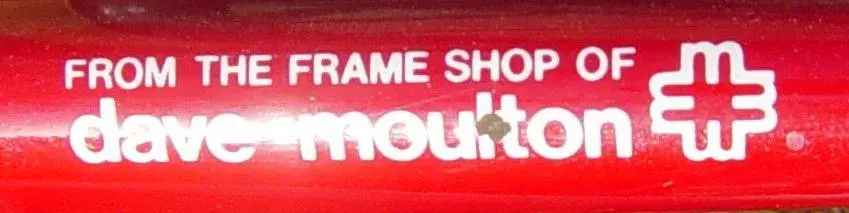 FROM THE FRAME SHOP OF
dave moulton